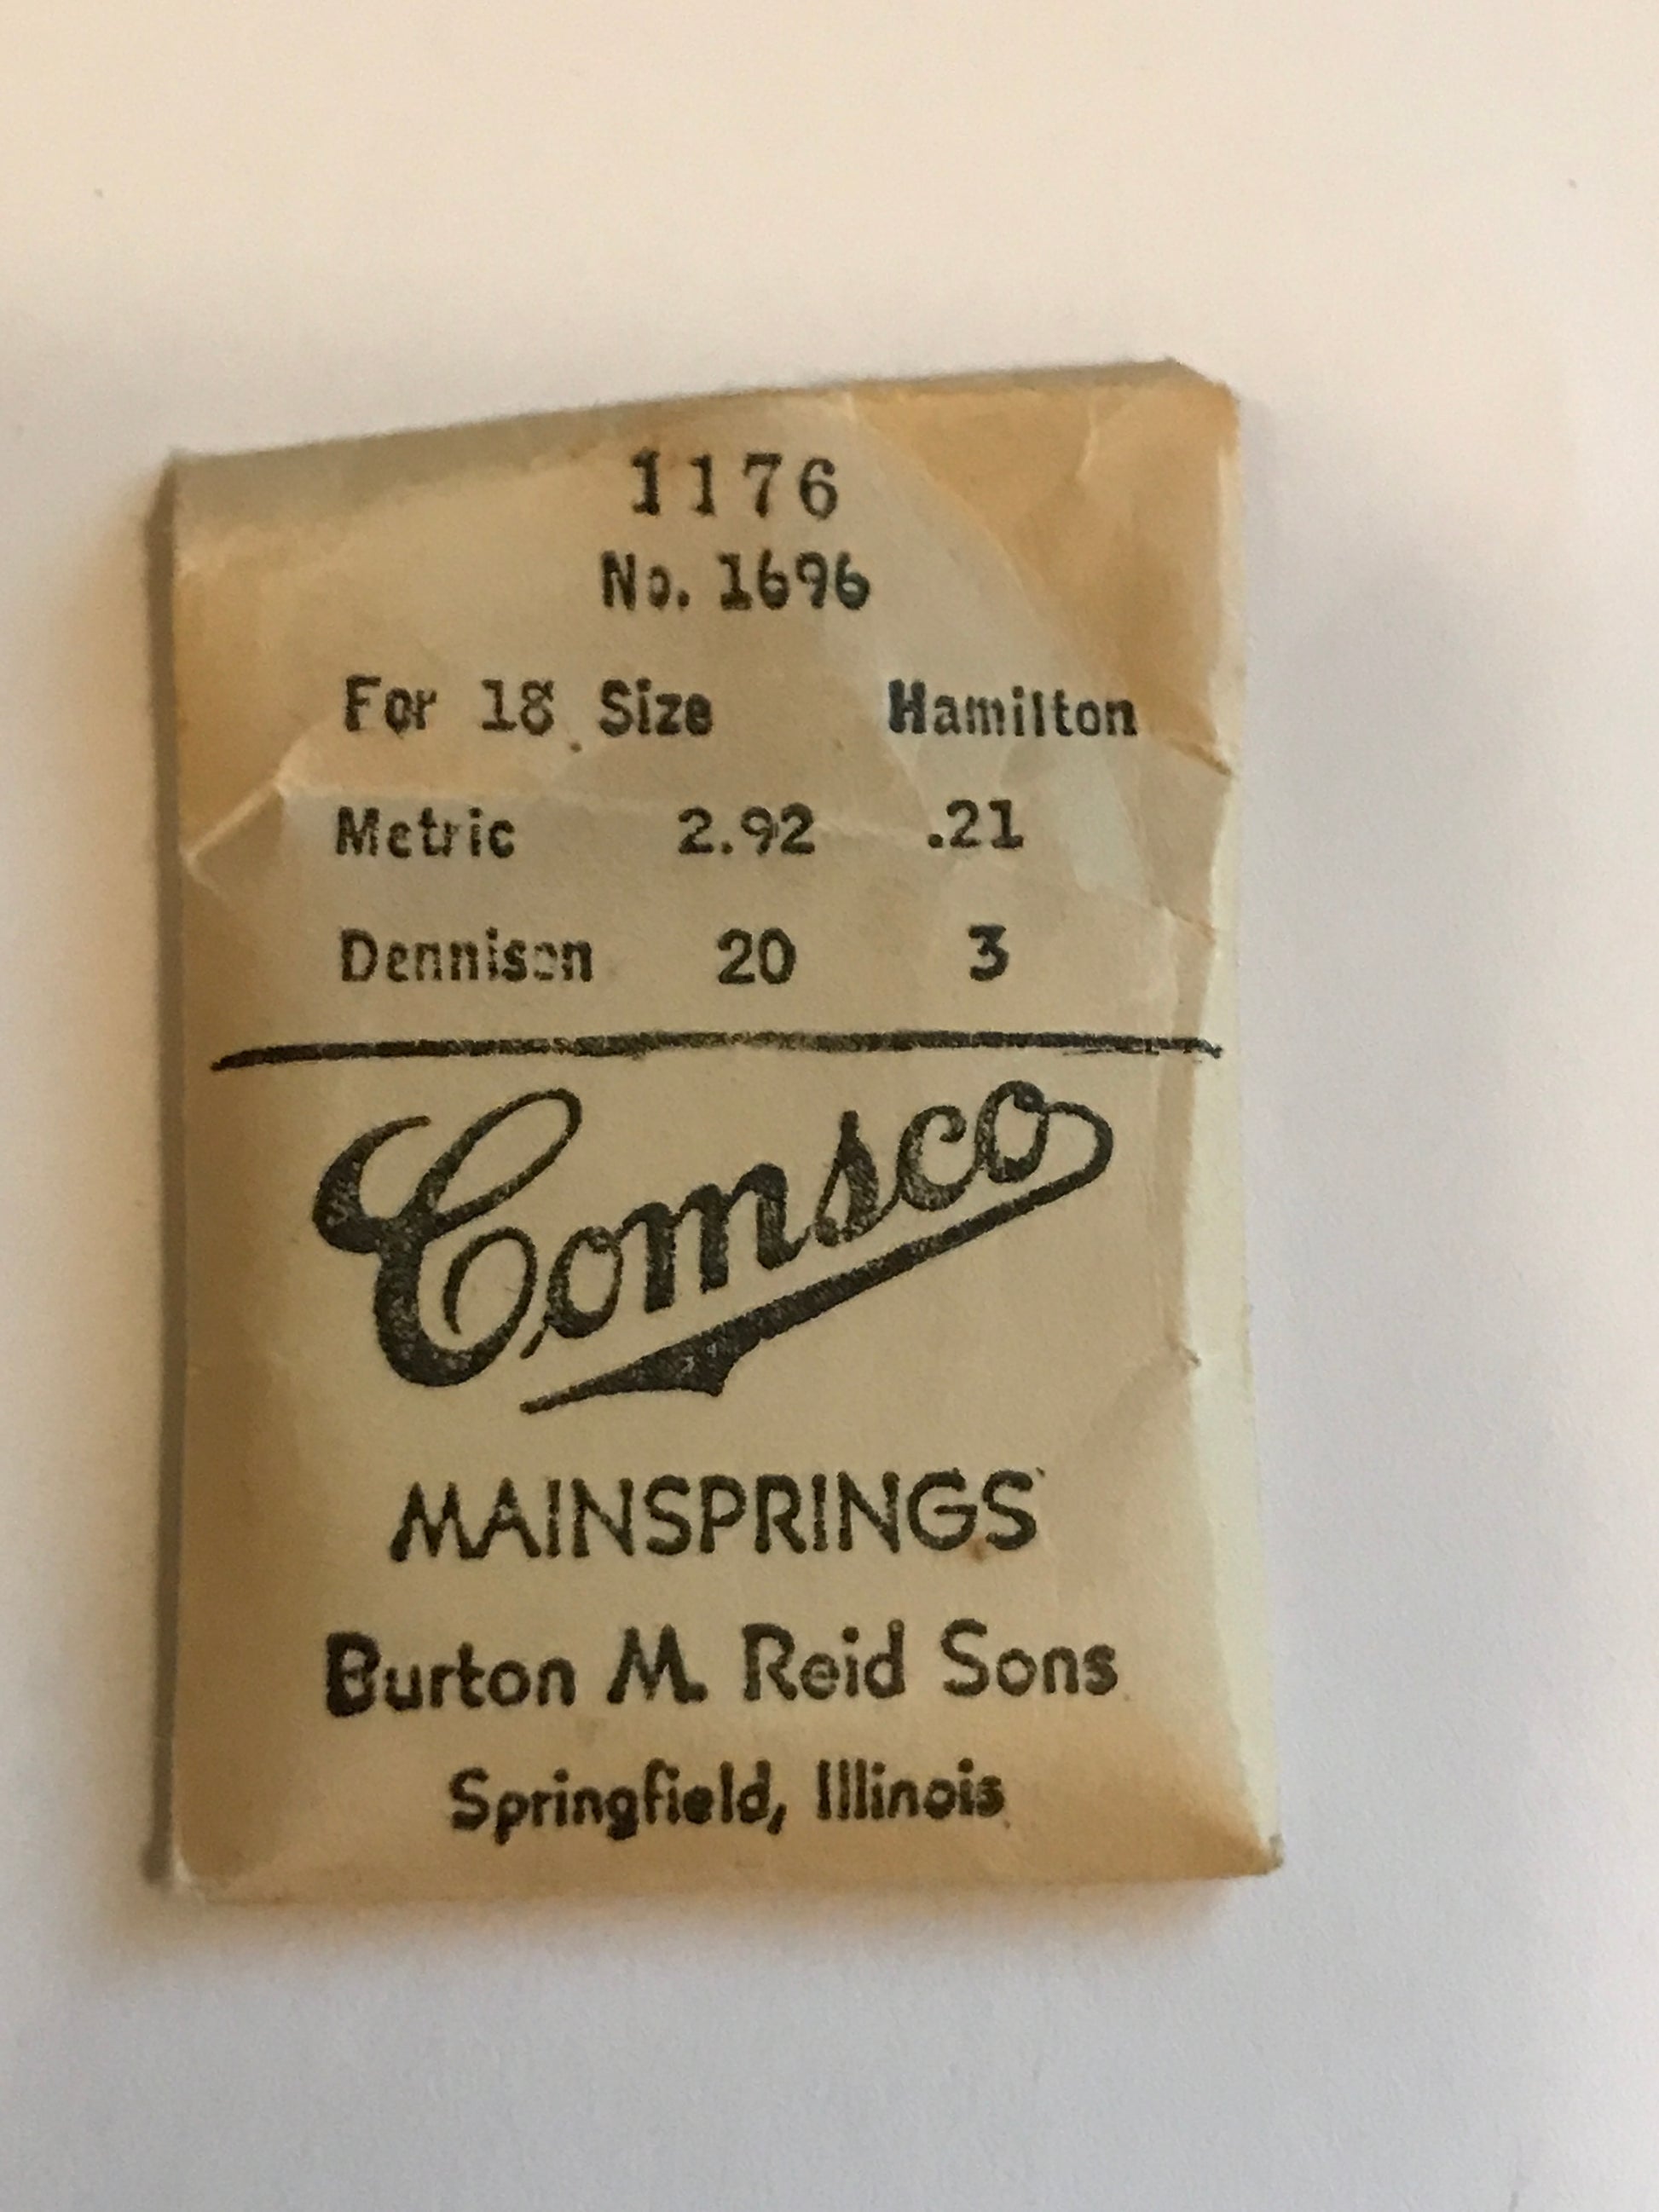 1176
No. 1696
For 18 Size Hamilton
Metric 2.92 .21
Dennison 20 3
Comsco
MAINSPRINGS
Burton M. Reid Sons
Springfield, Illinois